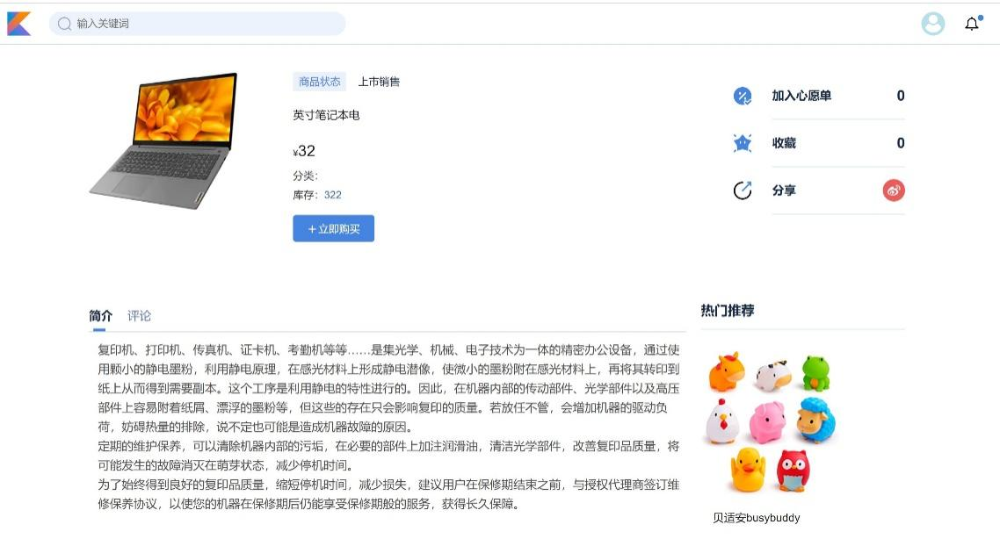 输入关键词
商品状态 上市销售
英寸笔记本电
¥32
分类：
库存：322
＋立即购买
加入心愿单 0
收藏 0
分享
简介 评论
复印机、打印机、传真机、证卡机、考勤机等等……是集光学、机械、电子技术为一体的精密办公设备，通过使
用颗小的静电墨粉，利用静电原理，在感光材料上形成静电潜像，使微小的墨粉附在感光材料上，再将其转印到
纸上从而得到需要副本。这个工序是利用静电的特性进行的。因此，在机器内部的传动部件、光学部件以及高压
部件上容易附着纸屑、漂浮的墨粉等，但这些的存在只会影响复印的质量。若放任不管，会增加机器的驱动负
荷，妨碍热量的排除，说不定也可能是造成机器故障的原因。
定期的维护保养，可以清除机器内部的污垢，在必要的部件上加注润滑油，清洁光学部件，改善复印品质量，将
可能发生的故障消灭在萌芽状态，减少停机时间。
为了始终得到良好的复印品质量，缩短停机时间，减少损失，建议用户在保修期结束之前，与授权代理商签订维
修保养协议，以使您的机器在保修期后仍能享受保修期般的服务，获得长久保障。
热门推荐
贝适安busybuddy